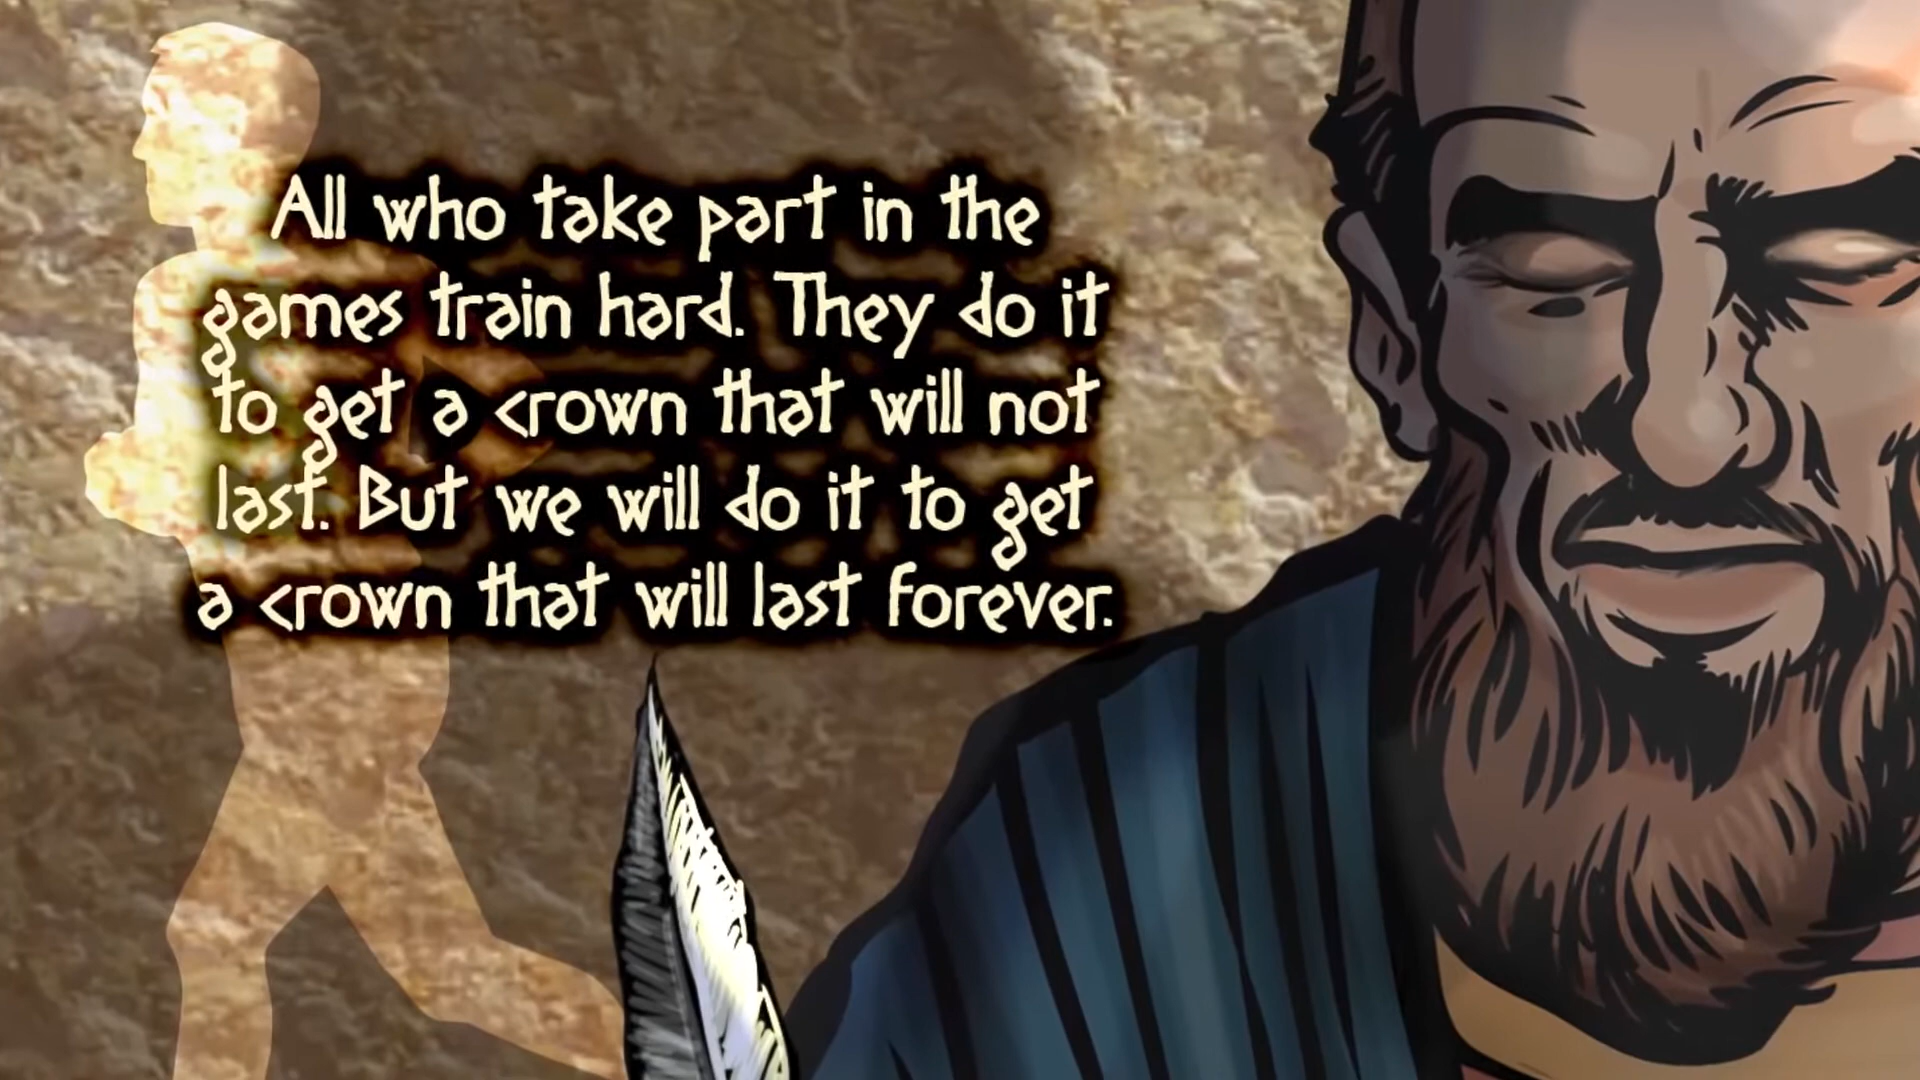 All who take part in the
games train hard. They do it
to get a crown that will not
last. But we will do it to get
a crown that will last forever.